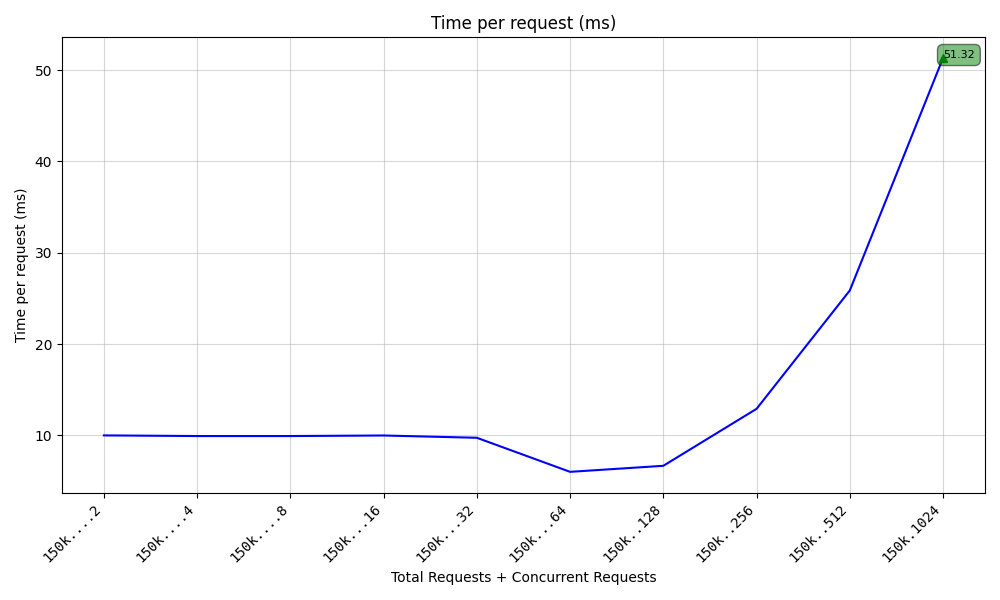 Time per request (ms)
51.32
50
40
30
20
10
Time per request (ms)
150k....2
150k....4
150k....8
150k...16
150k...32
150k...64
150k..128
150k..256
150k..512
150k.1024
Total Requests + Concurrent Requests